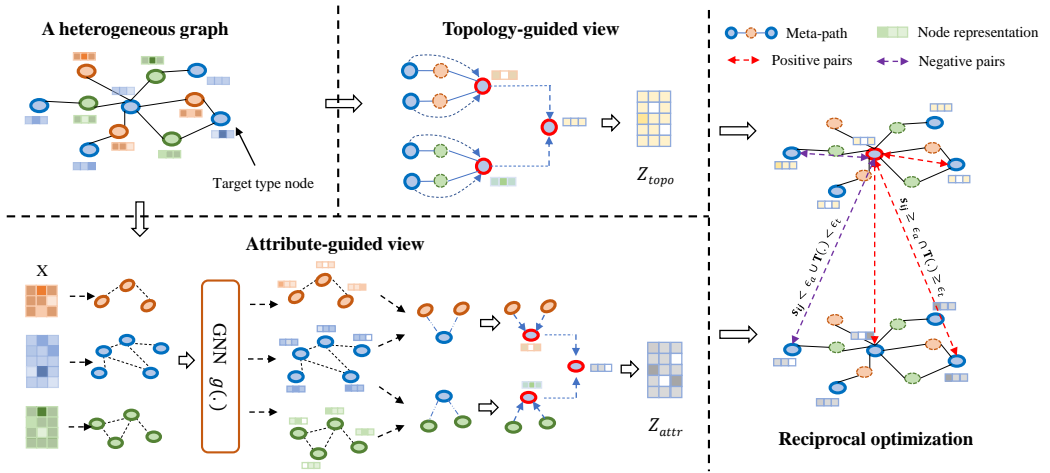 A heterogeneous graph
Target type node
Topology-guided view
Z_topo
Attribute-guided view
X
GNN g(.)
Z_attr
Meta-path
Node representation
Positive pairs
Negative pairs
s_ij < ϵ_a ∪ T(.) < ϵ_t
s_ij ≥ ϵ_a ∩ T(.) ≥ ϵ_t
Reciprocal optimization